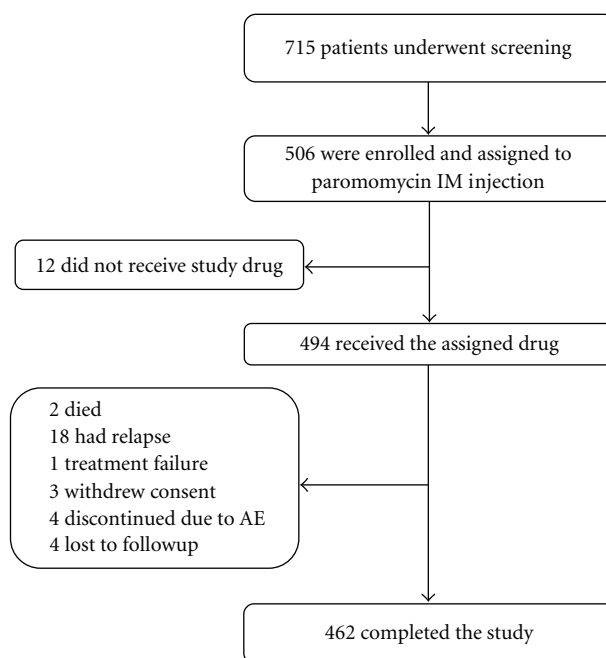 715 patients underwent screening
506 were enrolled and assigned to
paromomycin IM injection
12 did not receive study drug
494 received the assigned drug
2 died
18 had relapse
1 treatment failure
3 withdrew consent
4 discontinued due to AE
4 lost to followup
462 completed the study